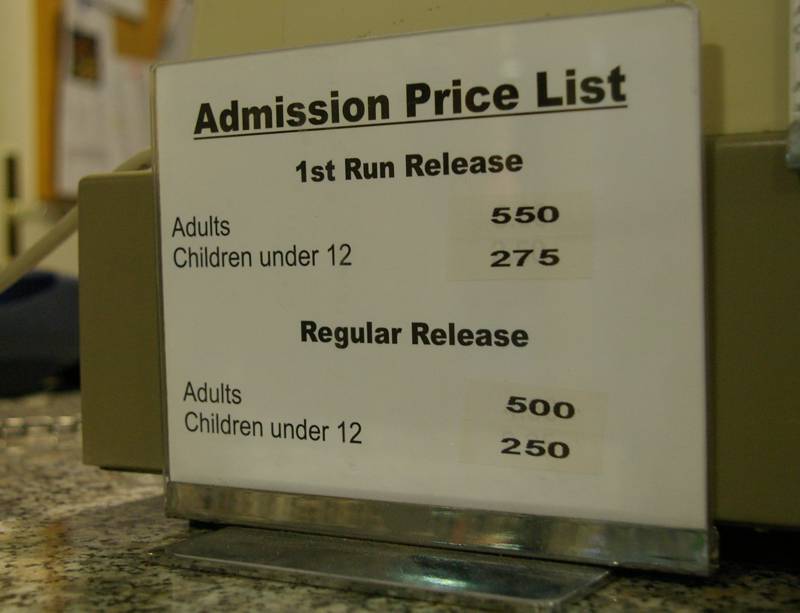 Admission Price List
1st Run Release
Adults 550
Children under 12 275
Regular Release
Adults 500
Children under 12 250